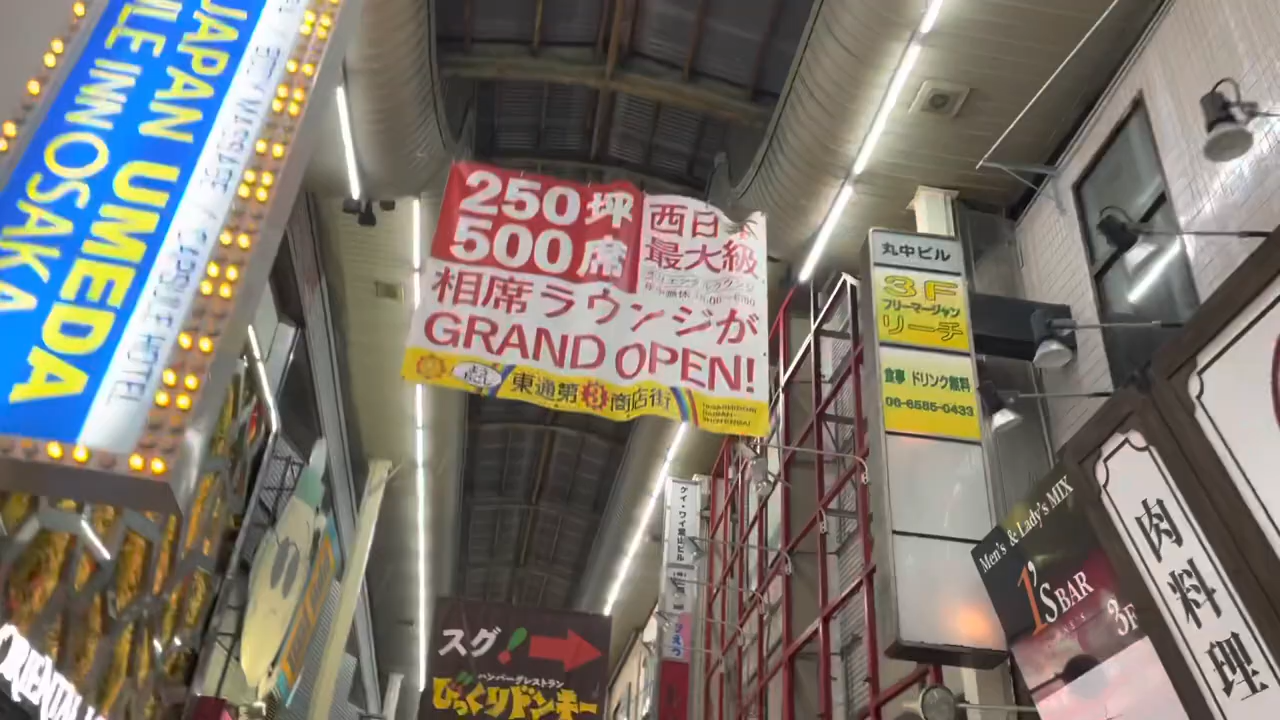 JAPAN UMEDA
ILE INN OSAKA
CAPSULE HOTEL
250坪
500席
西日本
最大級
相席ラウンジが
GRAND OPEN!
東通第3商店街
丸中ビル
3F
フリーマージャン
リーチ
食事 ドリンク無料
06-6585-0433
Men's & Lady's MIX
1's BAR
3F
肉料理
スグ!
ハンバーグレストラン
びっくりドンキー
ORIENTAL